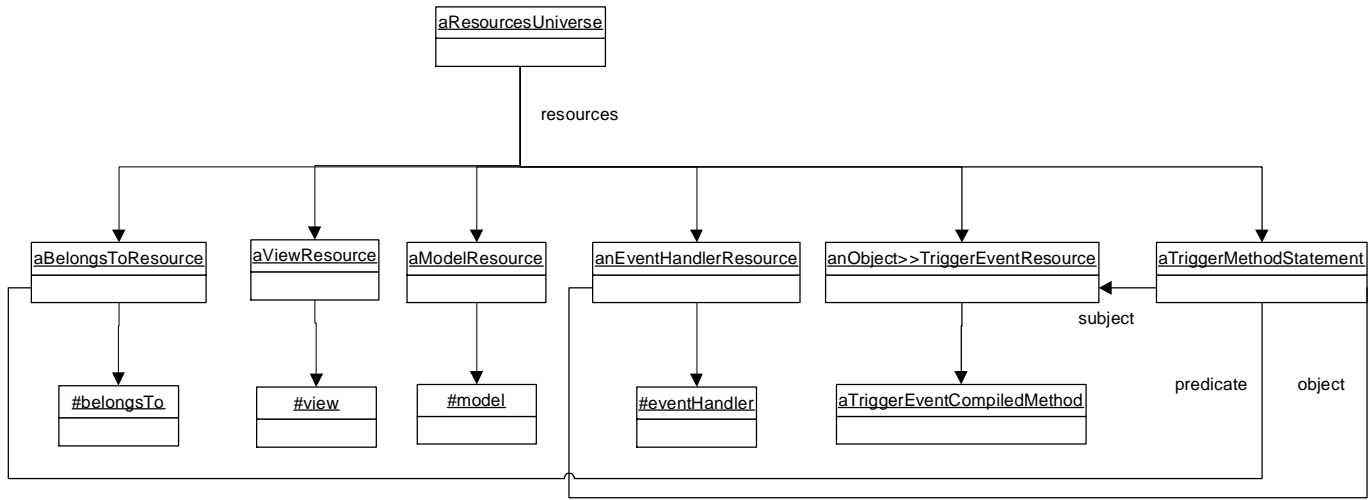 aResourcesUniverse
resources
aBelongsToResource
aViewResource
aModelResource
anEventHandlerResource
anObject>>TriggerEventResource
aTriggerMethodStatement
subject
#belongsTo
#view
#model
#eventHandler
aTriggerEventCompiledMethod
predicate
object